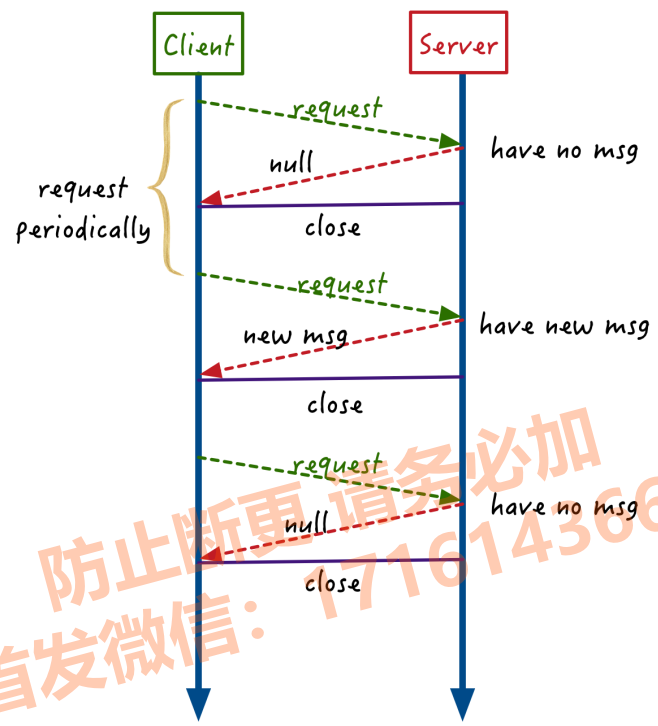 Client
Server
request
have no msg
null
request
periodically
close
request
new msg
have new msg
close
request
have no msg
null
close
防止断更 请务必加
首发微信：171614366